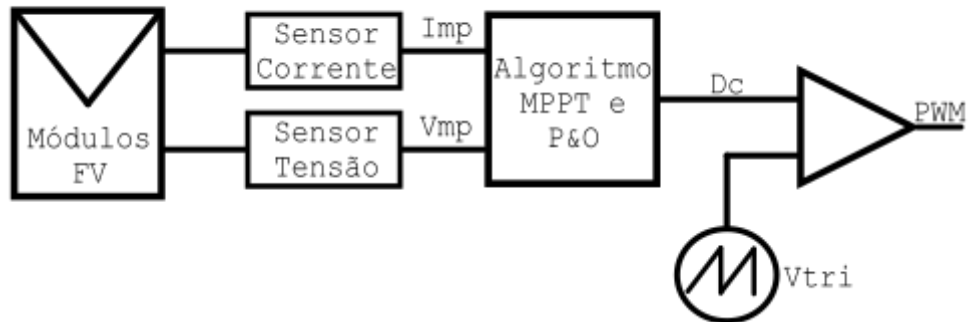 Módulos
FV
Sensor
Corrente
Sensor
Tensão
Imp
Vmp
Algoritmo
MPPT e
P&O
Dc
PWM
Vtri